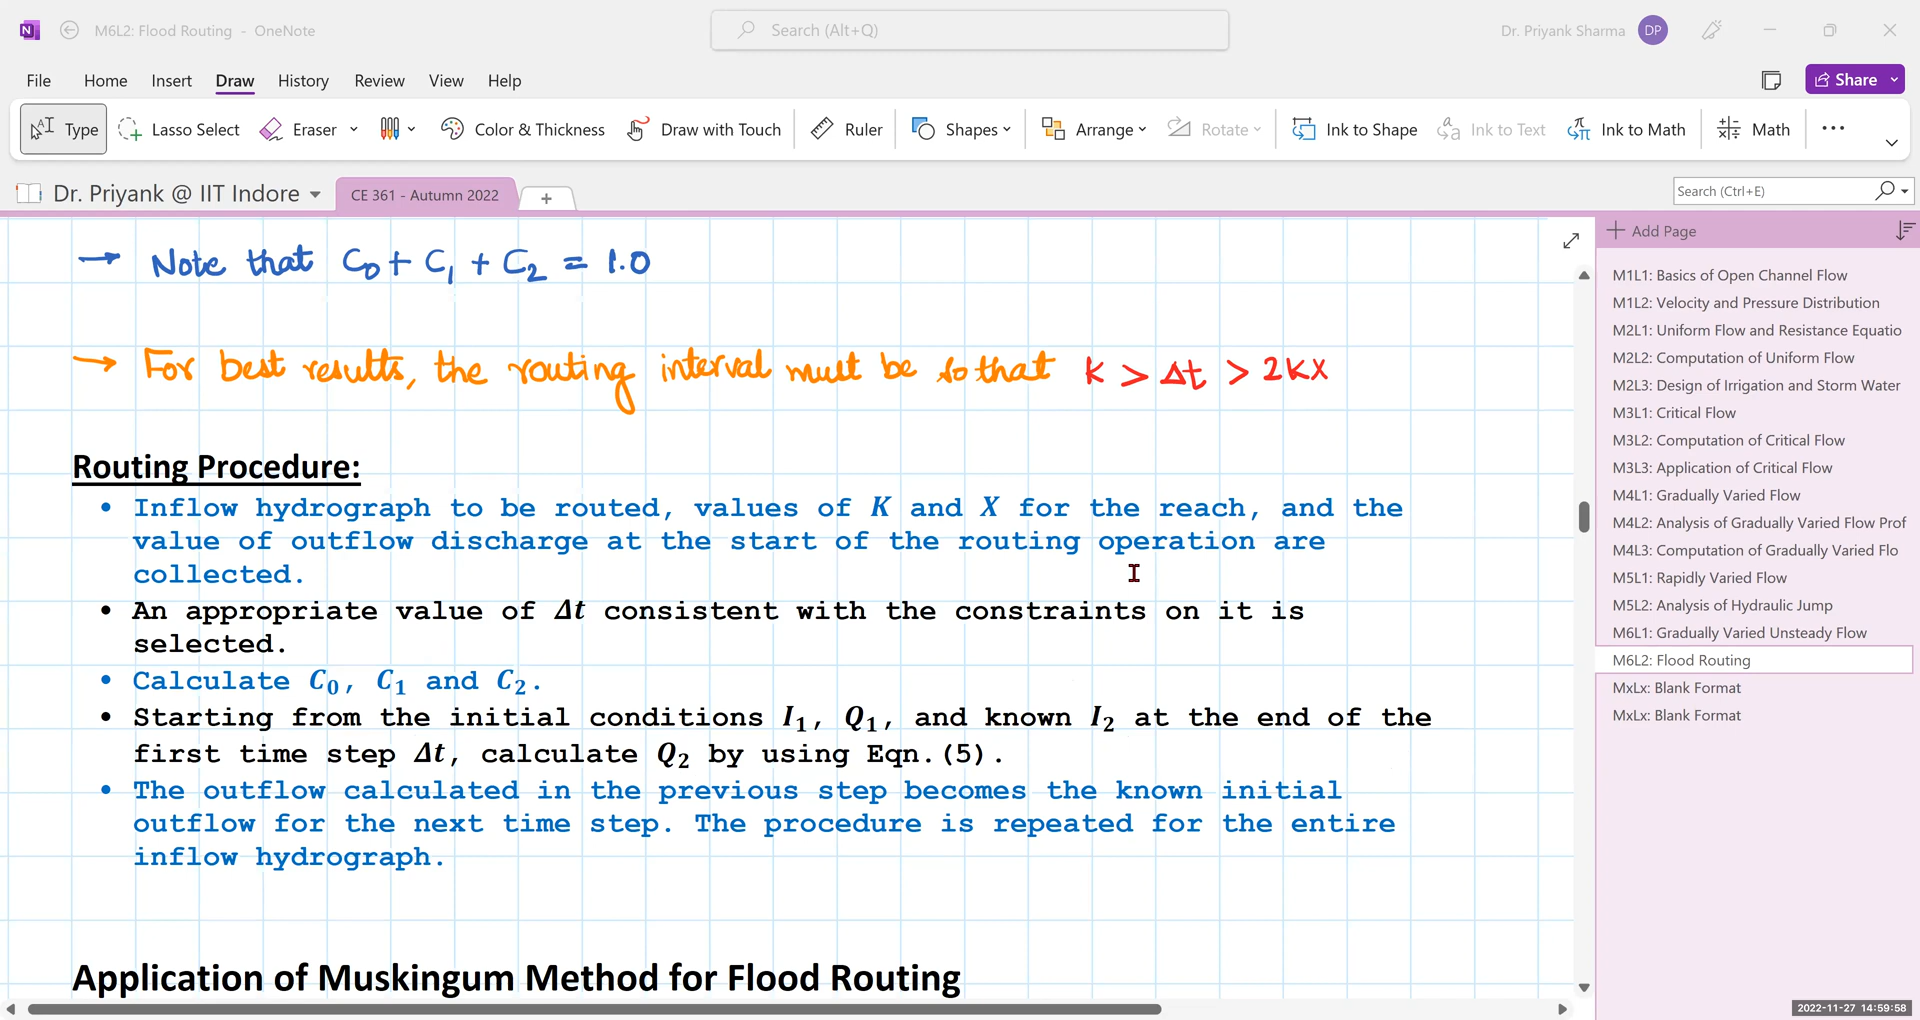 M6L2: Flood Routing - OneNote
Search (Alt+Q)
Dr. Priyank Sharma
DP
File Home Insert Draw History Review View Help
Share
Type Lasso Select Eraser Color & Thickness Draw with Touch Ruler Shapes Arrange Rotate Ink to Shape Ink to Text Ink to Math Math
Dr. Priyank @ IIT Indore
CE 361 - Autumn 2022
Search (Ctrl+E)
→ Note that C₀ + C₁ + C₂ = 1.0
→ For best results, the routing interval must be so that K > Δt > 2KX
Routing Procedure:
• Inflow hydrograph to be routed, values of K and X for the reach, and the
value of outflow discharge at the start of the routing operation are
collected.
• An appropriate value of Δt consistent with the constraints on it is
selected.
• Calculate C₀, C₁ and C₂.
• Starting from the initial conditions I₁, Q₁, and known I₂ at the end of the
first time step Δt, calculate Q₂ by using Eqn.(5).
• The outflow calculated in the previous step becomes the known initial
outflow for the next time step. The procedure is repeated for the entire
inflow hydrograph.
Application of Muskingum Method for Flood Routing
Add Page
M1L1: Basics of Open Channel Flow
M1L2: Velocity and Pressure Distribution
M2L1: Uniform Flow and Resistance Equatio
M2L2: Computation of Uniform Flow
M2L3: Design of Irrigation and Storm Water
M3L1: Critical Flow
M3L2: Computation of Critical Flow
M3L3: Application of Critical Flow
M4L1: Gradually Varied Flow
M4L2: Analysis of Gradually Varied Flow Prof
M4L3: Computation of Gradually Varied Flo
M5L1: Rapidly Varied Flow
M5L2: Analysis of Hydraulic Jump
M6L1: Gradually Varied Unsteady Flow
M6L2: Flood Routing
MxLx: Blank Format
MxLx: Blank Format
2022-11-27 14:59:58